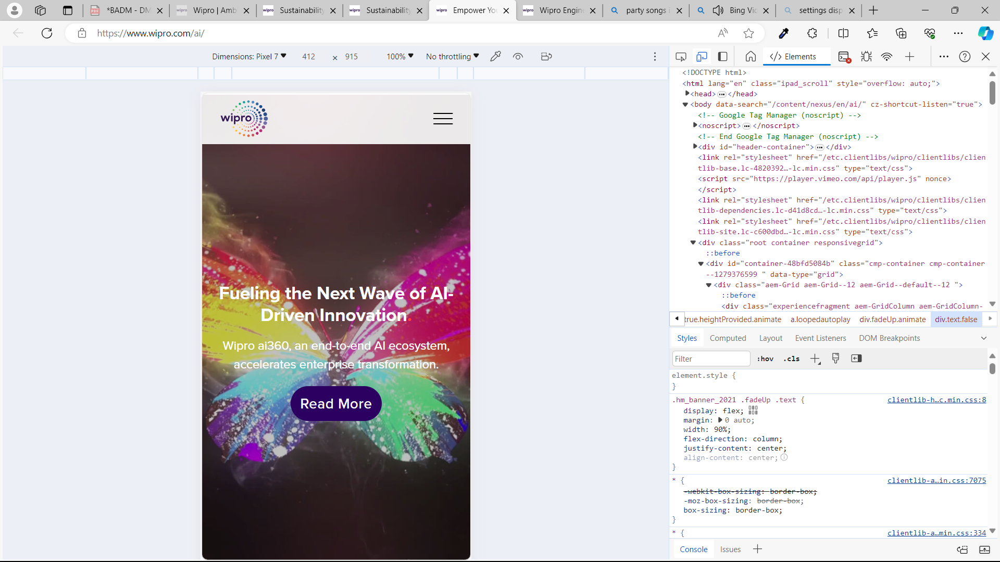 *BADM - DM
Wipro | Amb
wipro Sustainability
wipro Sustainability
wipro Empower You
wipro Wipro Engine
party songs i
Bing Vic
settings disp
https://www.wipro.com/ai/
Dimensions: Pixel 7 412 × 915 100% No throttling
wipro
Fueling the Next Wave of AI-
Driven Innovation.
Wipro ai360, an end-to-end AI ecosystem,
accelerates enterprise transformation.
Read More
Elements
<!DOCTYPE html>
<html lang="en" class="ipad_scroll" style="overflow: auto;">
<head> … </head>
<body data-search="/content/nexus/en/ai/" cz-shortcut-listen="true">
<!-- Google Tag Manager (noscript) -->
<noscript> … </noscript>
<!-- End Google Tag Manager (noscript) -->
<div id="header-container"> … </div>
<link rel="stylesheet" href="/etc.clientlibs/wipro/clientlibs/clien
tlib-base.lc-4820392…-lc.min.css" type="text/css">
<script src="https://player.vimeo.com/api/player.js" nonce>
</script>
<link rel="stylesheet" href="/etc.clientlibs/wipro/clientlibs/clien
tlib-dependencies.lc-d41d8cd…-lc.min.css" type="text/css">
<link rel="stylesheet" href="/etc.clientlibs/wipro/clientlibs/clien
tlib-site.lc-c600dbd…-lc.min.css" type="text/css">
<div class="root container responsivegrid">
::before
<div id="container-48bfd5084b" class="cmp-container cmp-container
--1279376599 " data-type="grid">
<div class="aem-Grid aem-Grid--12 aem-Grid--default--12 ">
::before
<div class="experiencefragment aem-GridColumn aem-GridColumn-
true.heightProvided.animate a.loopedautoplay div.fadeUp.animate div.text.false
Styles Computed Layout Event Listeners DOM Breakpoints
Filter :hov .cls
element.style {
}
.hm_banner_2021 .fadeUp .text { clientlib-h…c.min.css:8
display: flex;
margin: 0 auto;
width: 90%;
flex-direction: column;
justify-content: center;
align-content: center;
}
* { clientlib-a…in.css:7075
-webkit-box-sizing: border-box;
-moz-box-sizing: border-box;
box-sizing: border-box;
}
* { clientlib-a…min.css:334
Console Issues